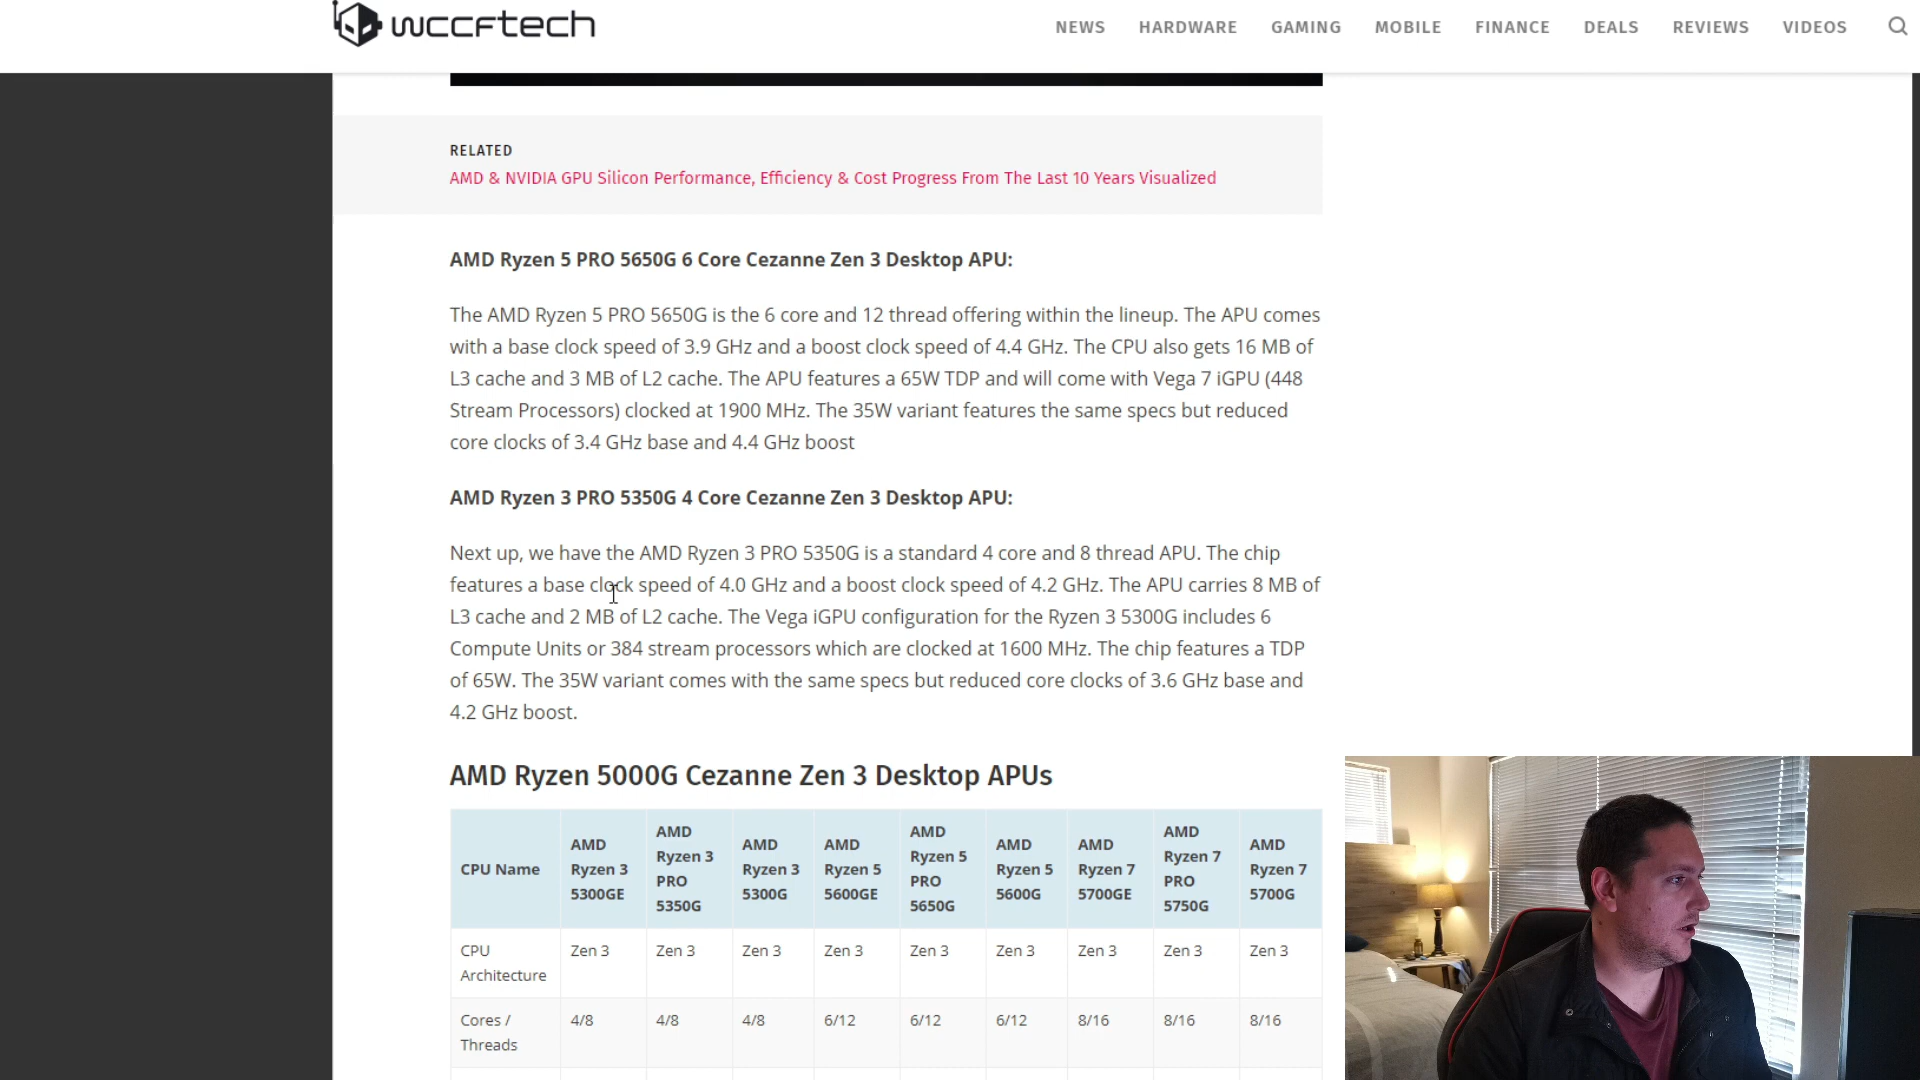 wccftech
NEWS HARDWARE GAMING MOBILE FINANCE DEALS REVIEWS VIDEOS
RELATED
AMD & NVIDIA GPU Silicon Performance, Efficiency & Cost Progress From The Last 10 Years Visualized
AMD Ryzen 5 PRO 5650G 6 Core Cezanne Zen 3 Desktop APU:
The AMD Ryzen 5 PRO 5650G is the 6 core and 12 thread offering within the lineup. The APU comes
with a base clock speed of 3.9 GHz and a boost clock speed of 4.4 GHz. The CPU also gets 16 MB of
L3 cache and 3 MB of L2 cache. The APU features a 65W TDP and will come with Vega 7 iGPU (448
Stream Processors) clocked at 1900 MHz. The 35W variant features the same specs but reduced
core clocks of 3.4 GHz base and 4.4 GHz boost
AMD Ryzen 3 PRO 5350G 4 Core Cezanne Zen 3 Desktop APU:
Next up, we have the AMD Ryzen 3 PRO 5350G is a standard 4 core and 8 thread APU. The chip
features a base clock speed of 4.0 GHz and a boost clock speed of 4.2 GHz. The APU carries 8 MB of
L3 cache and 2 MB of L2 cache. The Vega iGPU configuration for the Ryzen 3 5300G includes 6
Compute Units or 384 stream processors which are clocked at 1600 MHz. The chip features a TDP
of 65W. The 35W variant comes with the same specs but reduced core clocks of 3.6 GHz base and
4.2 GHz boost.
AMD Ryzen 5000G Cezanne Zen 3 Desktop APUs
CPU Name
AMD
Ryzen 3
5300GE
AMD
Ryzen 3
PRO
5350G
AMD
Ryzen 3
5300G
AMD
Ryzen 5
5600GE
AMD
Ryzen 5
PRO
5650G
AMD
Ryzen 5
5600G
AMD
Ryzen 7
5700GE
AMD
Ryzen 7
PRO
5750G
AMD
Ryzen 7
5700G
CPU
Architecture
Zen 3 Zen 3 Zen 3 Zen 3 Zen 3 Zen 3 Zen 3 Zen 3 Zen 3
Cores /
Threads
4/8 4/8 4/8 6/12 6/12 6/12 8/16 8/16 8/16